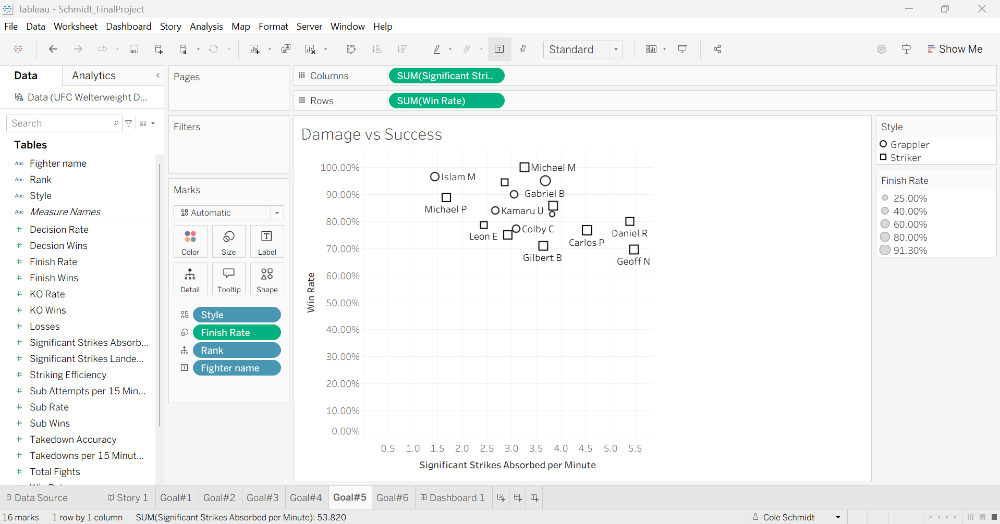 Tableau - Schmidt_FinalProject
File Data Worksheet Dashboard Story Analysis Map Format Server Window Help
Standard
Show Me
Data
Analytics
Data (UFC Welterweight D...
Search
Tables
Abc Fighter name
Abc Rank
Abc Style
Abc Measure Names
# Decision Rate
# Decsion Wins
# Finish Rate
# Finish Wins
# KO Rate
# KO Wins
# Losses
# Significant Strikes Absorb...
# Significant Strikes Lande...
# Striking Efficiency
# Sub Attempts per 15 Min...
# Sub Rate
# Sub Wins
# Takedown Accuracy
# Takedowns per 15 Minut...
# Total Fights
Pages
Filters
Marks
Automatic
Color
Size
Label
Detail
Tooltip
Shape
Style
Finish Rate
Rank
Fighter name
Columns
SUM(Significant Stri..
Rows
SUM(Win Rate)
Damage vs Success
100.00%
90.00%
80.00%
70.00%
60.00%
50.00%
40.00%
30.00%
20.00%
10.00%
0.00%
Win Rate
Michael M
Islam M
Gabriel B
Michael P
Kamaru U
Colby C
Leon E
Daniel R
Carlos P
Gilbert B
Geoff N
0.5 1.0 1.5 2.0 2.5 3.0 3.5 4.0 4.5 5.0 5.5
Significant Strikes Absorbed per Minute
Style
Grappler
Striker
Finish Rate
25.00%
40.00%
60.00%
80.00%
91.30%
Data Source
Story 1
Goal#1
Goal#2
Goal#3
Goal#4
Goal#5
Goal#6
Dashboard 1
16 marks
1 row by 1 column
SUM(Significant Strikes Absorbed per Minute): 53.820
Cole Schmidt